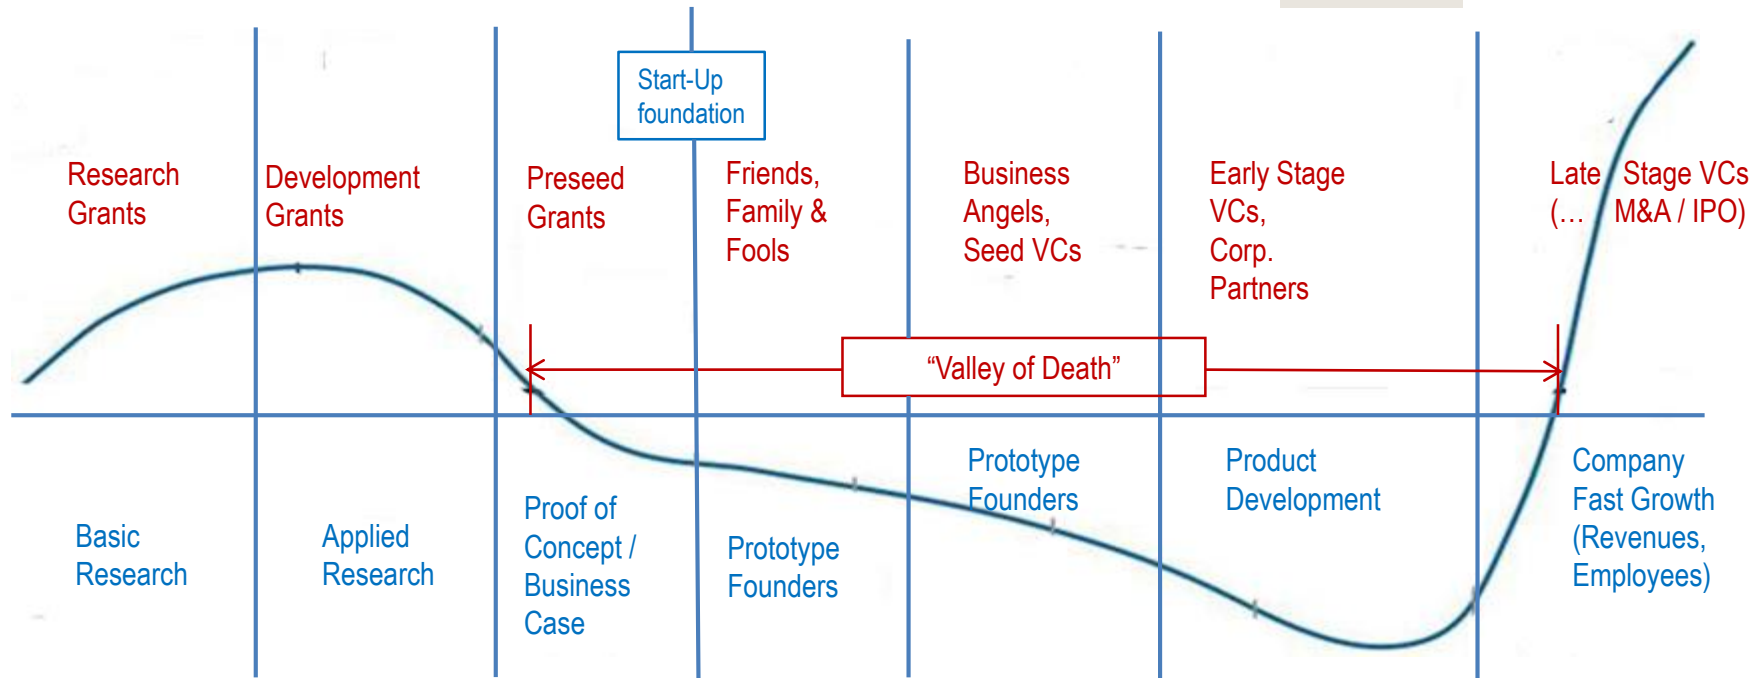 Start-Up
foundation
Research
Grants
Development
Grants
Preseed
Grants
Friends,
Family &
Fools
Business
Angels,
Seed VCs
Early Stage
VCs,
Corp.
Partners
Late Stage VCs
(... M&A / IPO)
“Valley of Death”
Basic
Research
Applied
Research
Proof of
Concept /
Business
Case
Prototype
Founders
Prototype
Founders
Product
Development
Company
Fast Growth
(Revenues,
Employees)